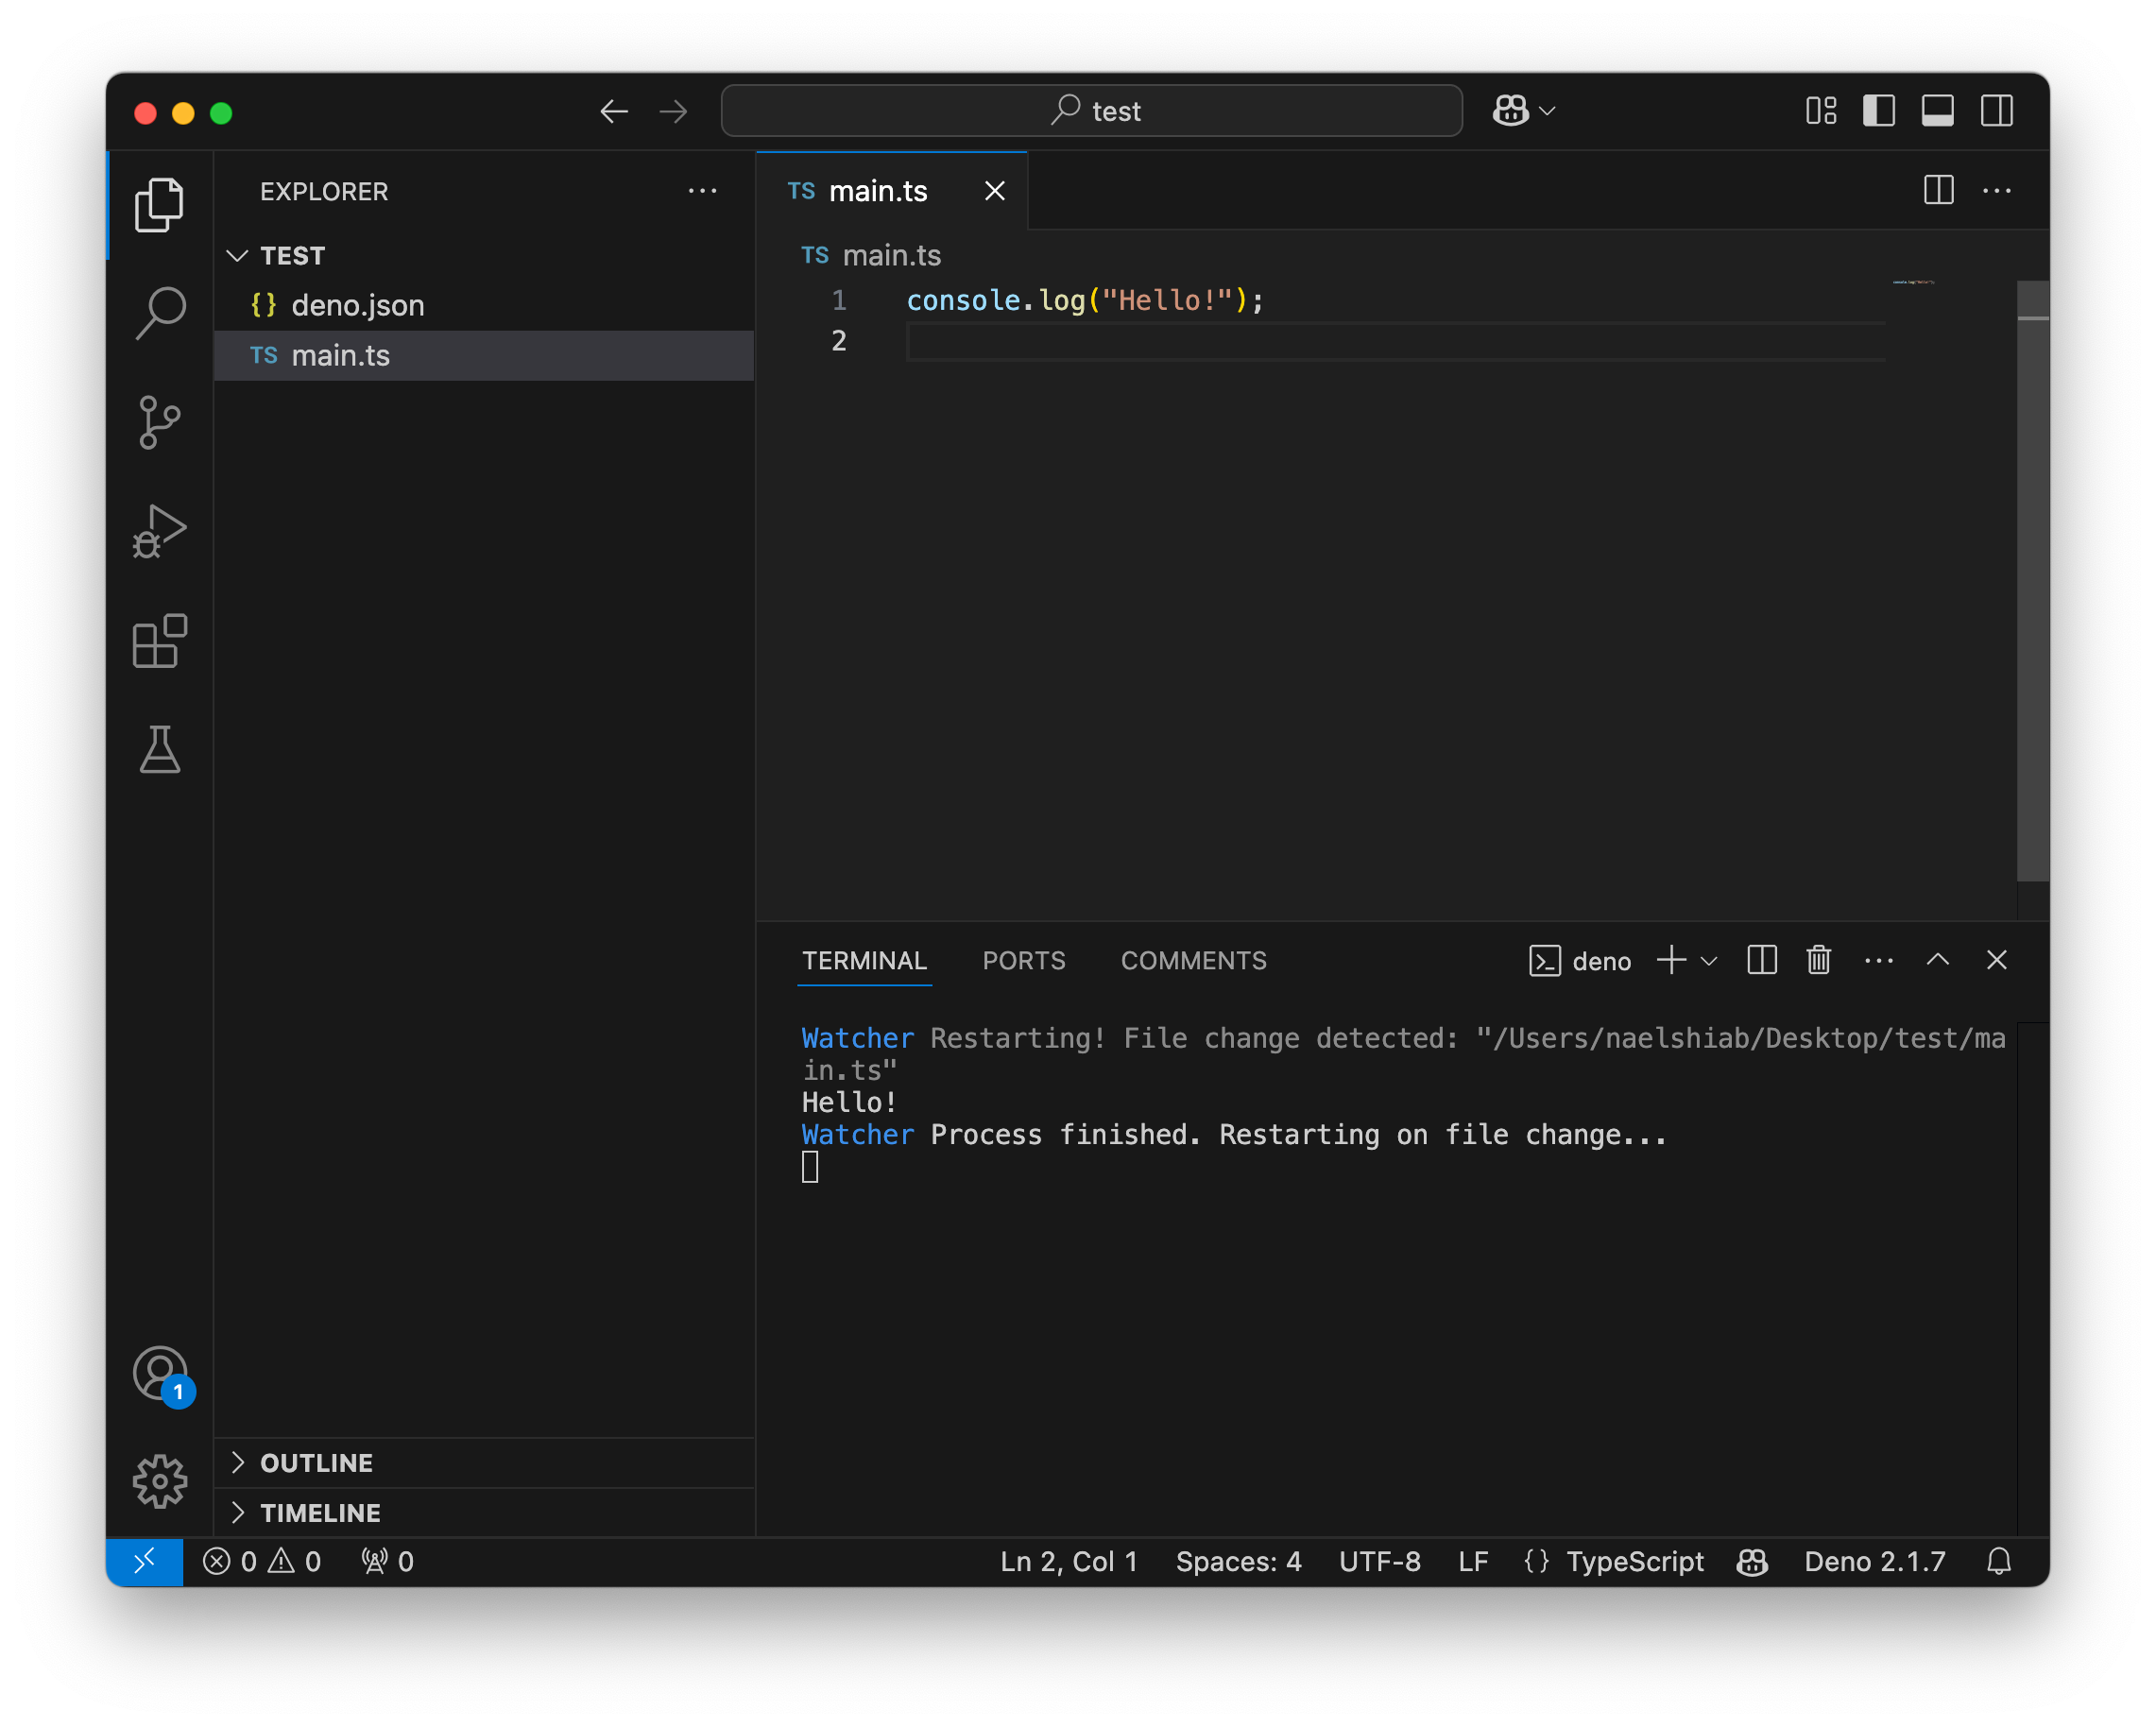 test
EXPLORER
TEST
{} deno.json
TS main.ts
TS main.ts
TS main.ts
1 console.log("Hello!");
2
TERMINAL PORTS COMMENTS deno
Watcher Restarting! File change detected: "/Users/naelshiab/Desktop/test/ma
in.ts"
Hello!
Watcher Process finished. Restarting on file change...
1
OUTLINE
TIMELINE
0 0 0 Ln 2, Col 1 Spaces: 4 UTF-8 LF {} TypeScript Deno 2.1.7